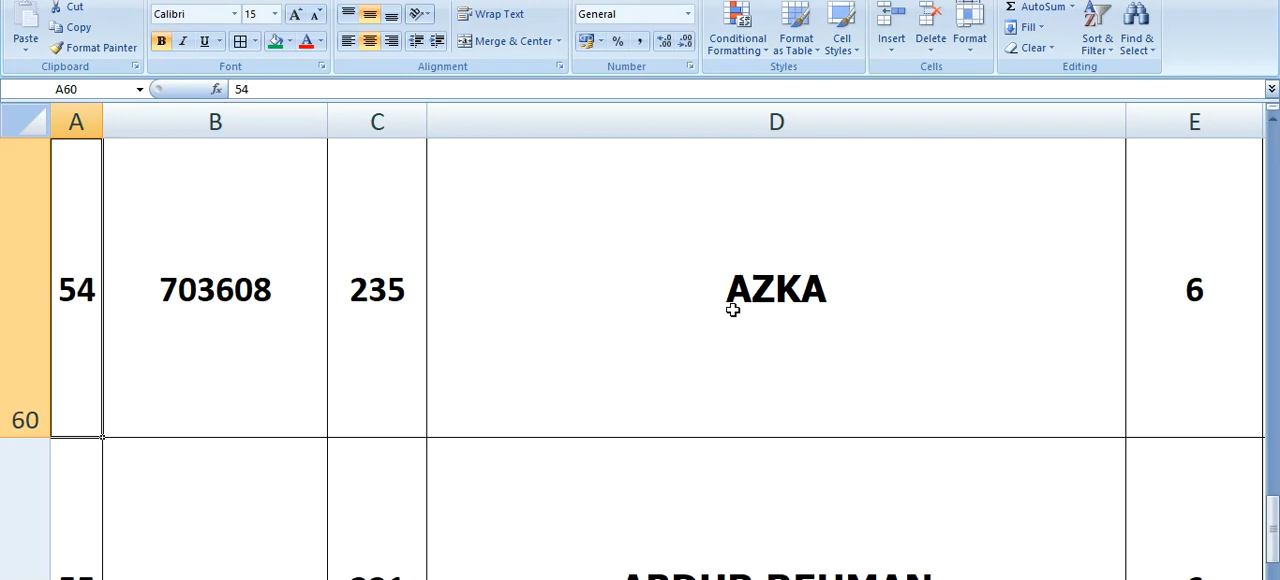 Cut
Calibri 15 A A Wrap Text General AutoSum
Copy
Paste Conditional Format Cell Insert Delete Format Fill Sort & Find &
Format Painter B I U A Merge & Center % , Formatting as Table Styles Clear Filter Select
Clipboard Font Alignment Number Styles Cells Editing
A60 fx 54
A B C D E
54 703608 235 AZKA 6
60